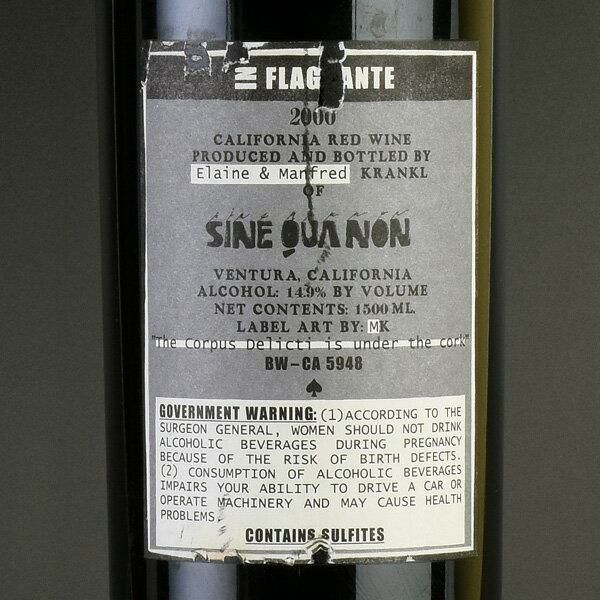 IN FLAG ANTE
2000
CALIFORNIA RED WINE
PRODUCED AND BOTTLED BY
Elaine & Manfred KRANKL
OF
SINE QUA NON
VENTURA, CALIFORNIA
ALCOHOL: 14.9% BY VOLUME
NET CONTENTS: 1500 ML.
LABEL ART BY: MK
"The Corpus Delicti is under the cork"
BW-CA 5948
GOVERNMENT WARNING: (1) ACCORDING TO THE
SURGEON GENERAL, WOMEN SHOULD NOT DRINK
ALCOHOLIC BEVERAGES DURING PREGNANCY
BECAUSE OF THE RISK OF BIRTH DEFECTS.
(2) CONSUMPTION OF ALCOHOLIC BEVERAGES
IMPAIRS YOUR ABILITY TO DRIVE A CAR OR
OPERATE MACHINERY AND MAY CAUSE HEALTH
PROBLEMS.
CONTAINS SULFITES